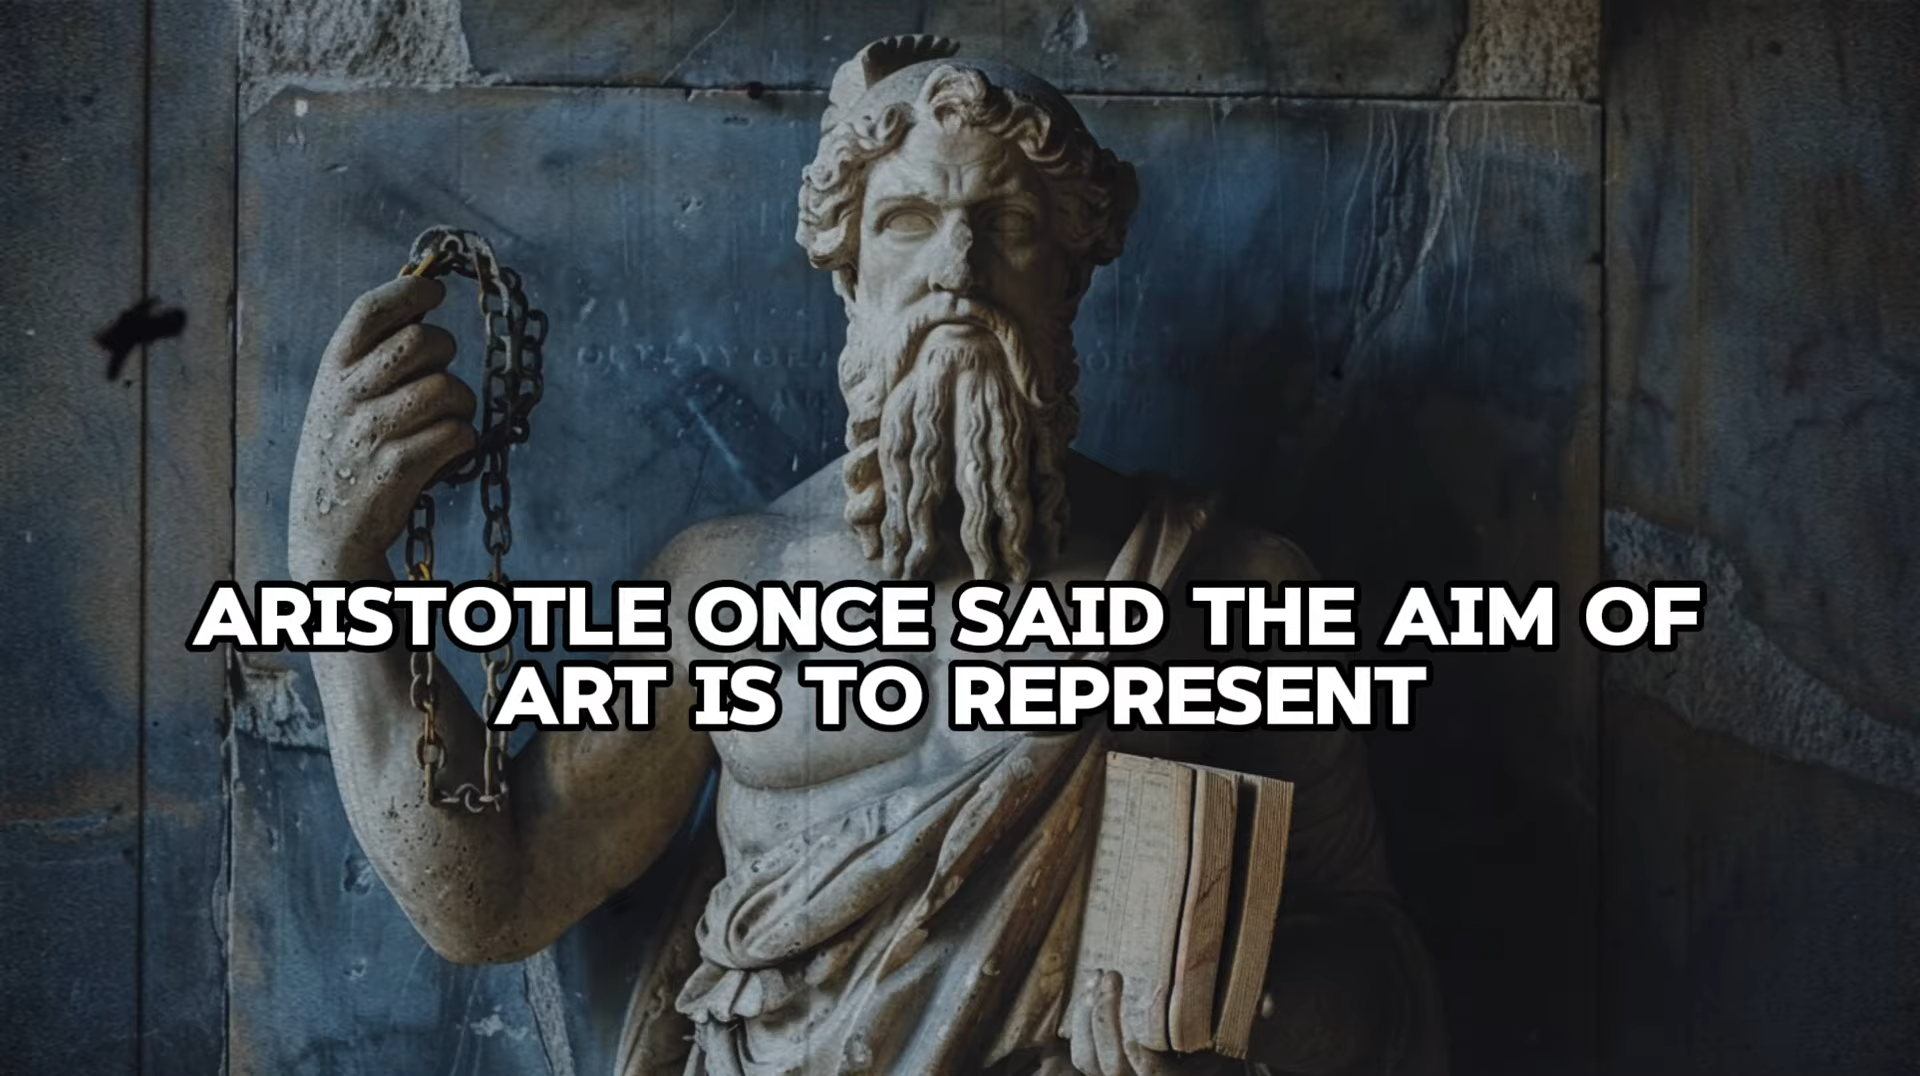 ARISTOTLE ONCE SAID THE AIM OF
ART IS TO REPRESENT